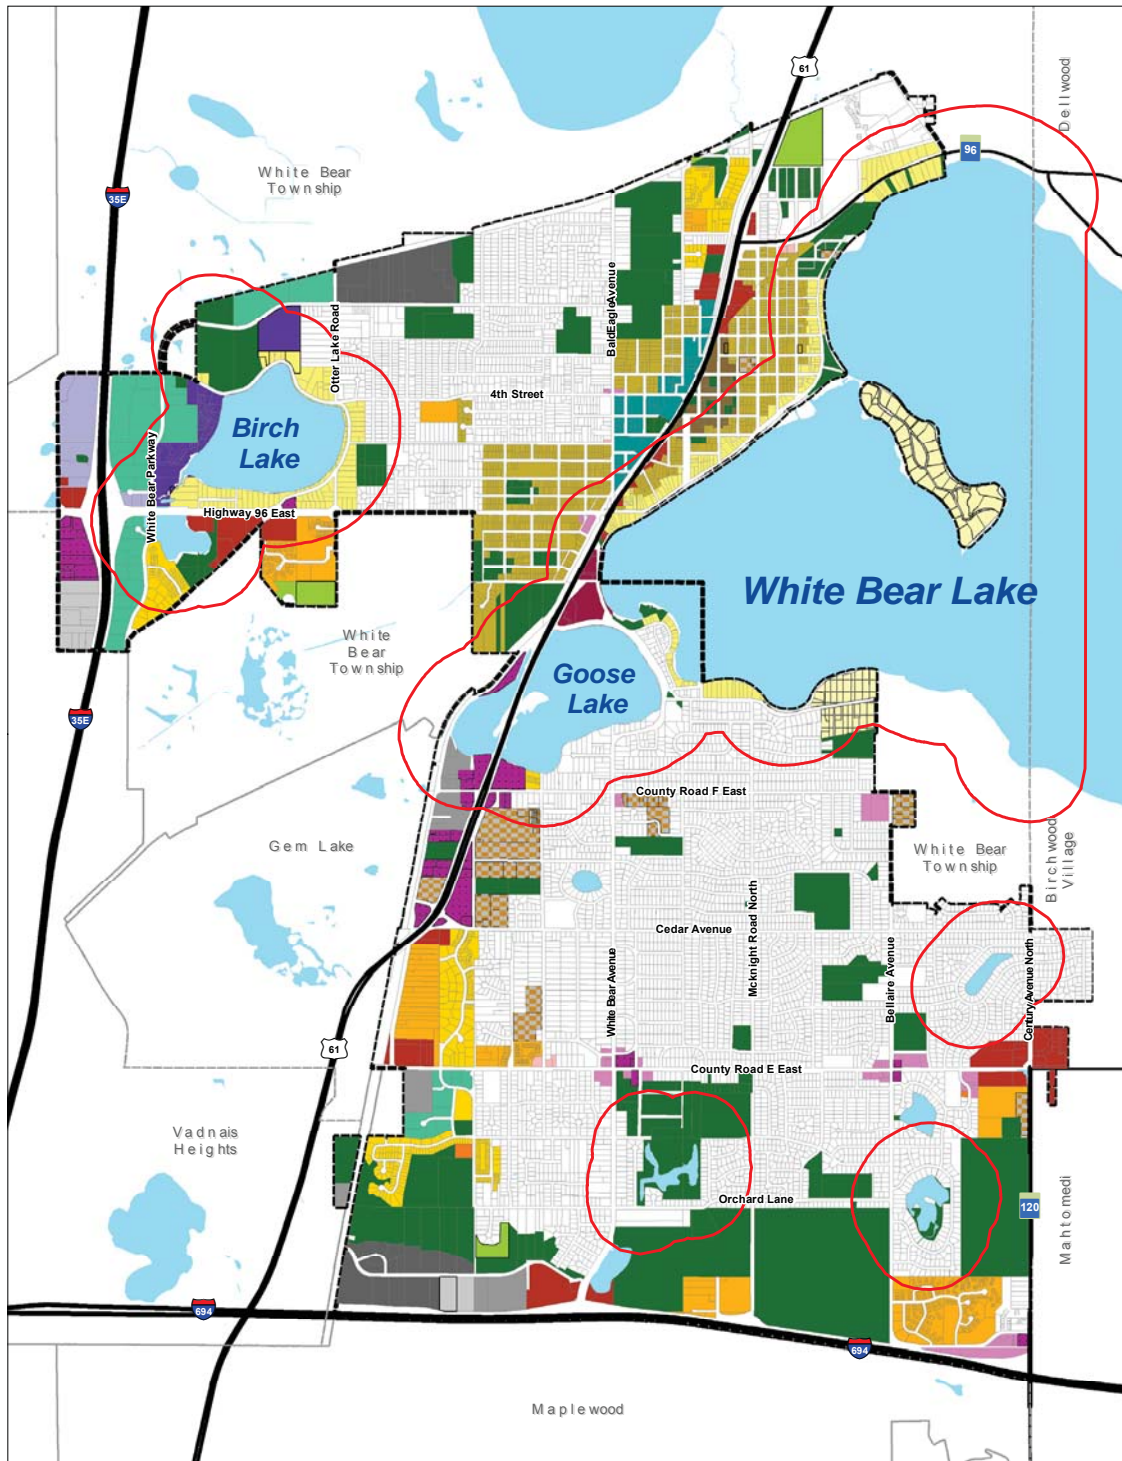 61
Dellwood
96
White Bear
Township
35E
BaldEagle Avenue
Otter Lake Road
4th Street
Birch
Lake
White Bear Parkway
Highway 96 East
White Bear Lake
White
Bear
Township
Goose
Lake
35E
County Road F East
Gem Lake
White Bear
Township
Birchwood
Village
Mcknight Road North
Cedar Avenue
White Bear Avenue
Bellaire Avenue
Century Avenue North
61
County Road E East
Vadnais
Heights
Orchard Lane
120
Mahtomedi
694
694
Maplewood